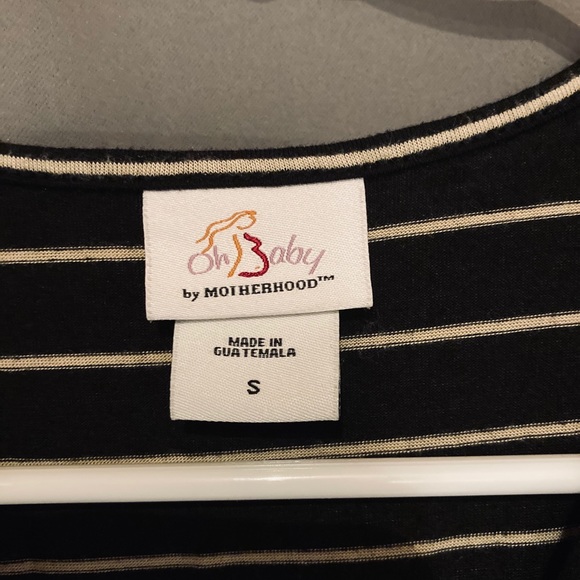 Oh Baby
by MOTHERHOOD™
MADE IN
GUATEMALA
S